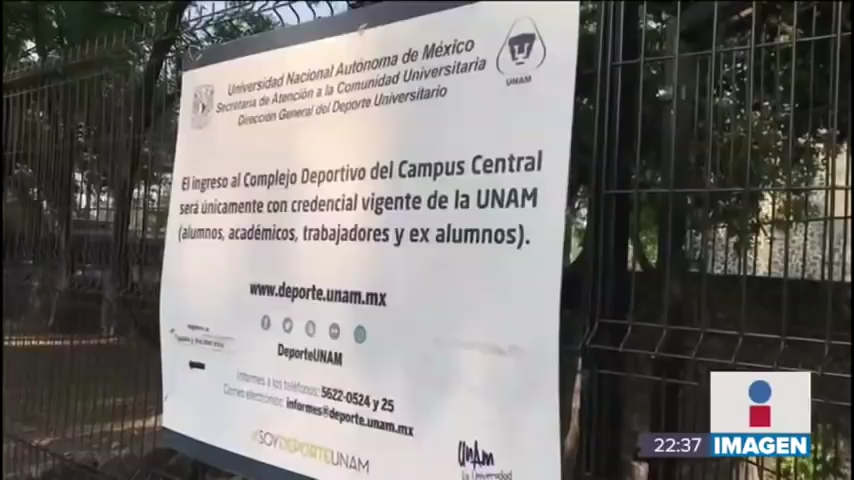 Universidad Nacional Autónoma de México
Secretaría de Atención a la Comunidad Universitaria
Dirección General del Deporte Universitario
UNAM
El ingreso al Complejo Deportivo del Campus Central
será únicamente con credencial vigente de la UNAM
(alumnos, académicos, trabajadores y ex alumnos).
www.deporte.unam.mx
DeporteUNAM
Informes a los teléfonos: 5622-0524 y 25
Correo electrónico: informes@deporte.unam.mx
#SOYDEPORTEUNAM
UNAM
La Universidad
22:37 IMAGEN